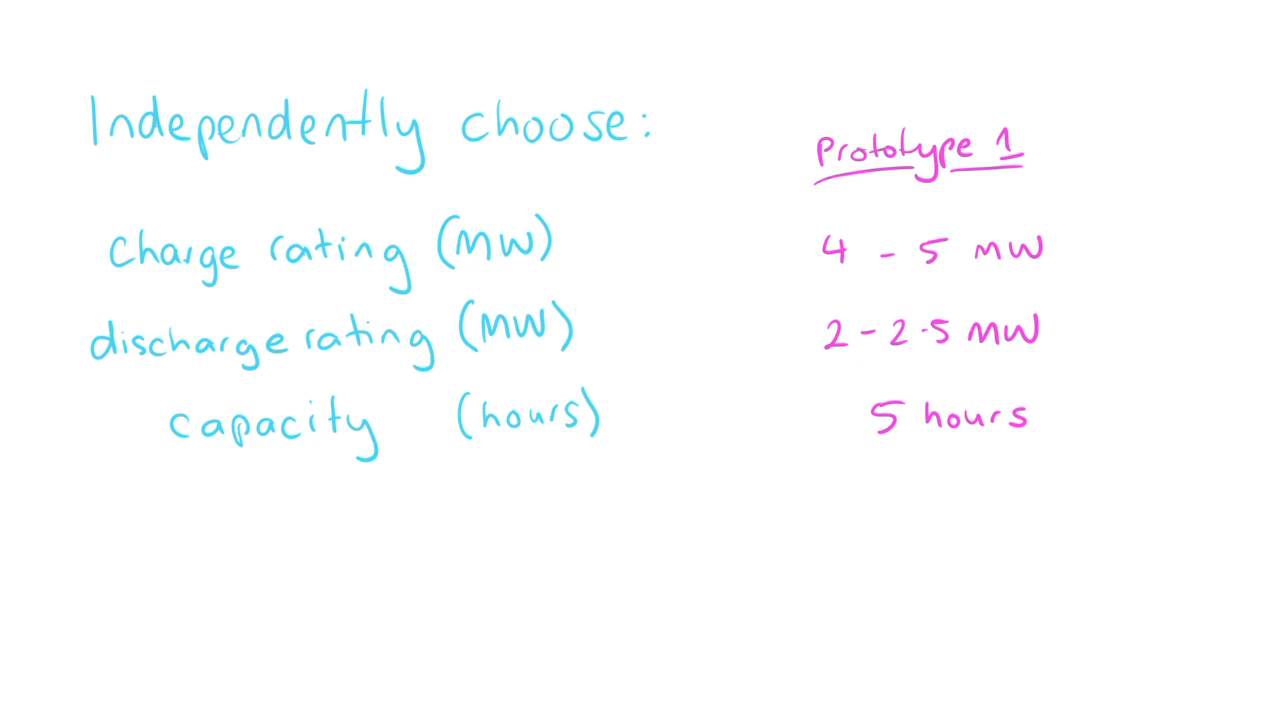 Independently choose:
Prototype 1
charge rating (MW)
4 - 5 MW
discharge rating (MW)
2 - 2.5 MW
capacity (hours)
5 hours